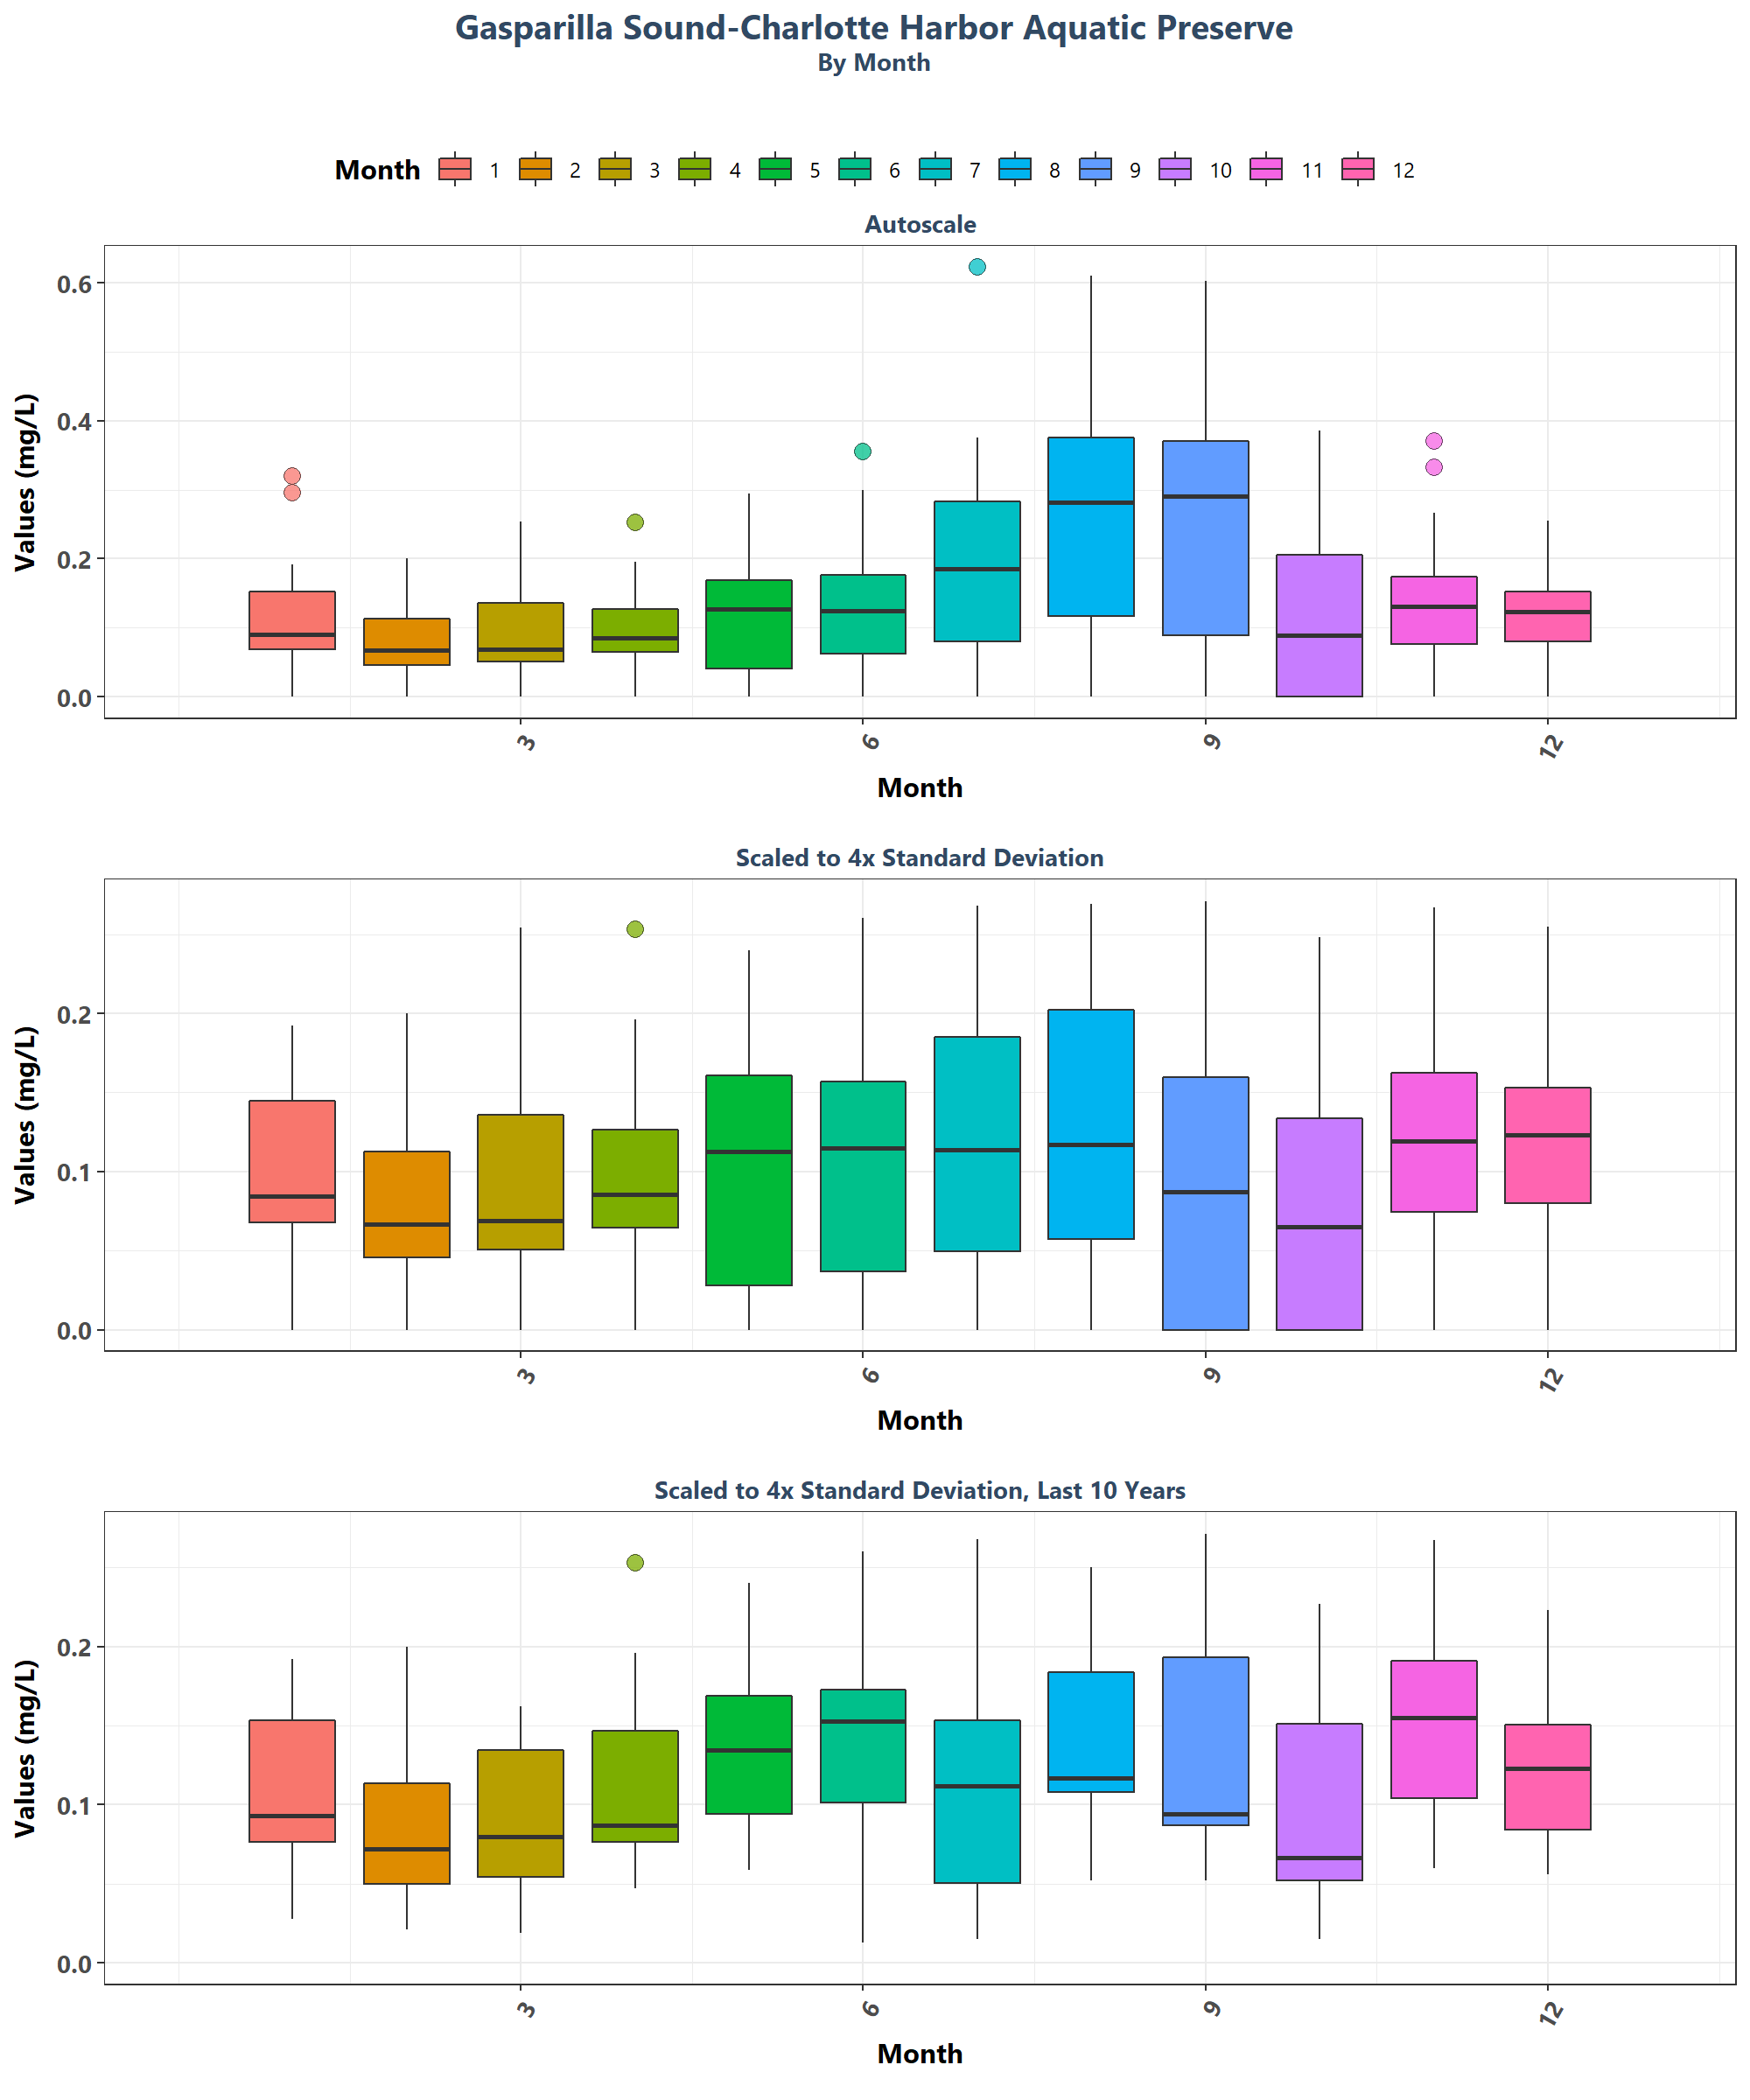 Gasparilla Sound-Charlotte Harbor Aquatic Preserve
By Month
Month 1 2 3 4 5 6 7 8 9 10 11 12
Autoscale
Values (mg/L)
0.6
0.4
0.2
0.0
3 6 9 12
Month
Scaled to 4x Standard Deviation
Values (mg/L)
0.2
0.1
0.0
3 6 9 12
Month
Scaled to 4x Standard Deviation, Last 10 Years
Values (mg/L)
0.2
0.1
0.0
3 6 9 12
Month